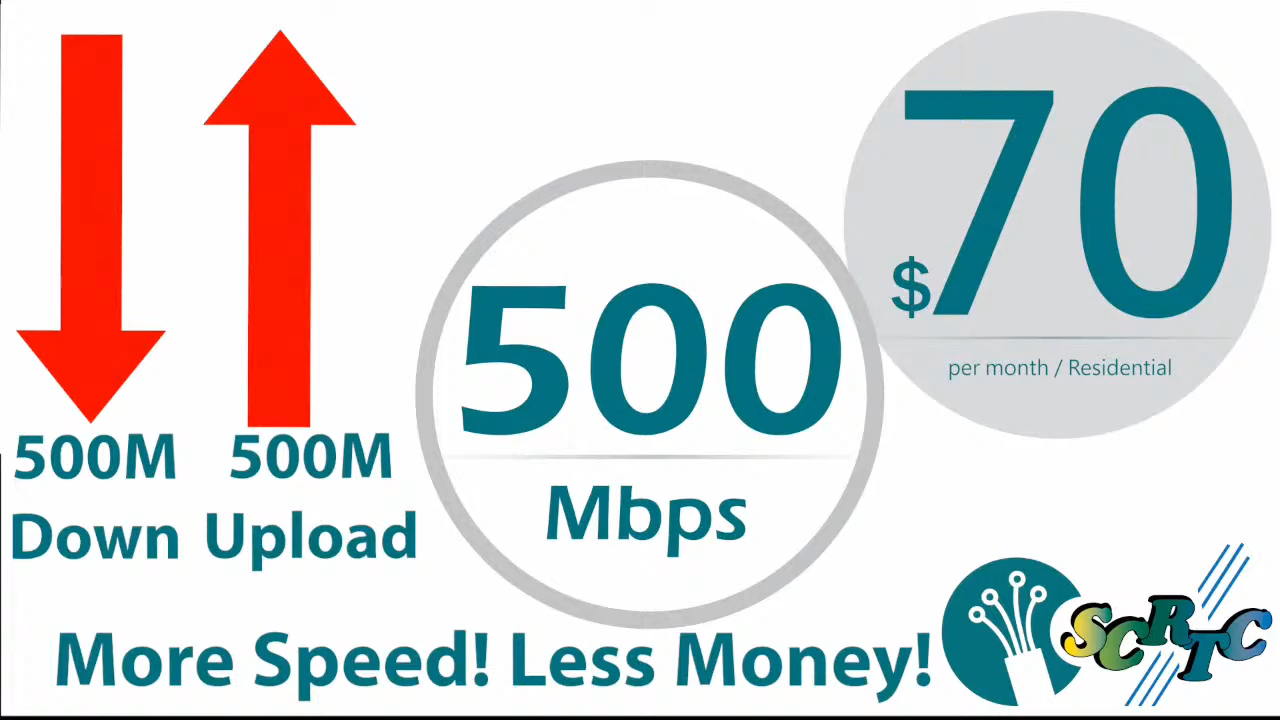 $70
per month / Residential
500
Mbps
500M 500M
Down Upload
More Speed! Less Money!
SCRTC